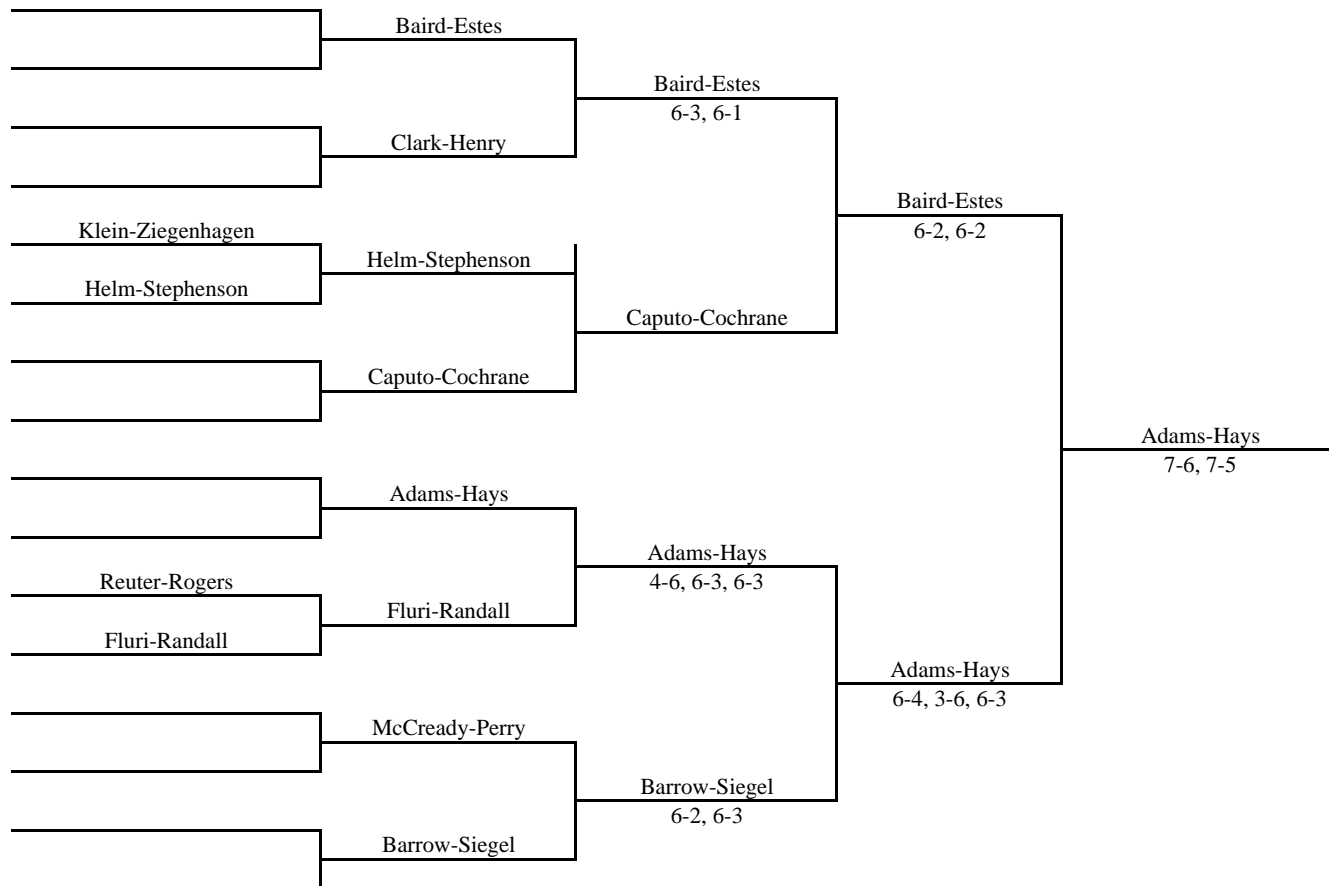 Baird-Estes
Baird-Estes
6-3, 6-1
Clark-Henry
Baird-Estes
6-2, 6-2
Klein-Ziegenhagen
Helm-Stephenson
Helm-Stephenson
Caputo-Cochrane
Caputo-Cochrane
Adams-Hays
7-6, 7-5
Adams-Hays
Adams-Hays
4-6, 6-3, 6-3
Reuter-Rogers
Fluri-Randall
Fluri-Randall
Adams-Hays
6-4, 3-6, 6-3
McCready-Perry
Barrow-Siegel
6-2, 6-3
Barrow-Siegel